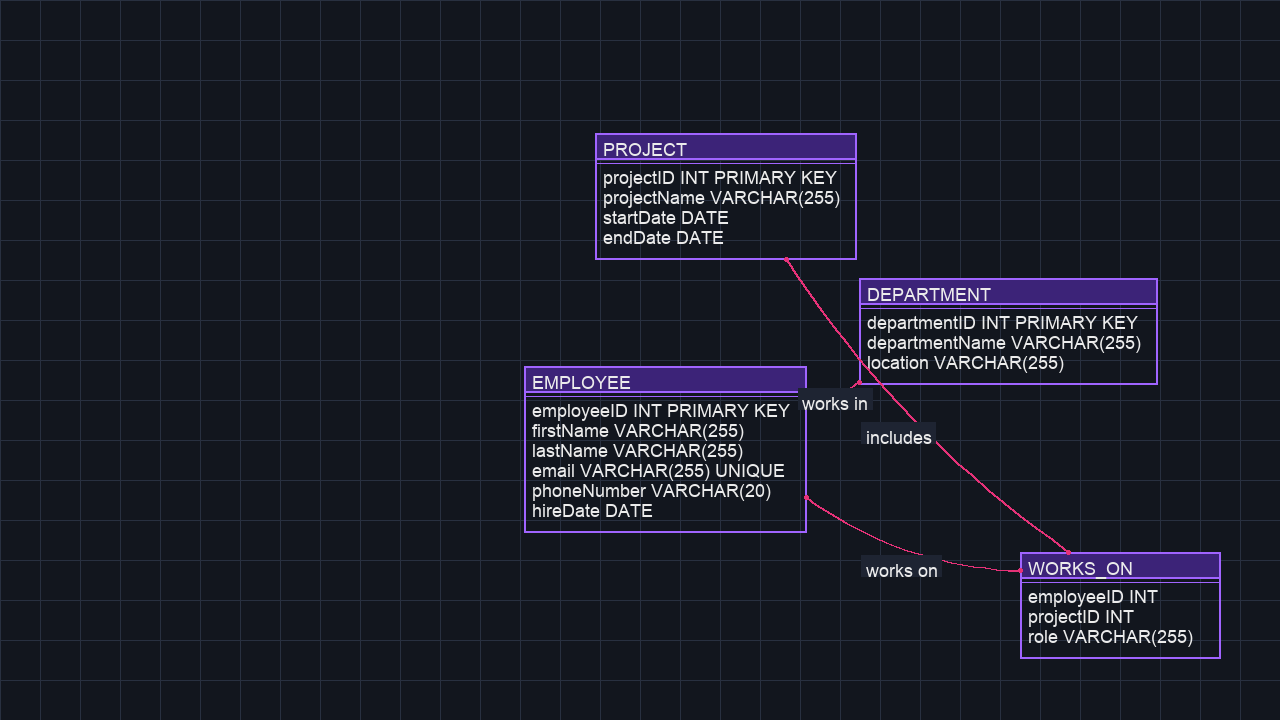 PROJECT
projectID INT PRIMARY KEY
projectName VARCHAR(255)
startDate DATE
endDate DATE
DEPARTMENT
departmentID INT PRIMARY KEY
departmentName VARCHAR(255)
location VARCHAR(255)
EMPLOYEE
employeeID INT PRIMARY KEY
firstName VARCHAR(255)
lastName VARCHAR(255)
email VARCHAR(255) UNIQUE
phoneNumber VARCHAR(20)
hireDate DATE
works in
includes
works on
WORKS_ON
employeeID INT
projectID INT
role VARCHAR(255)